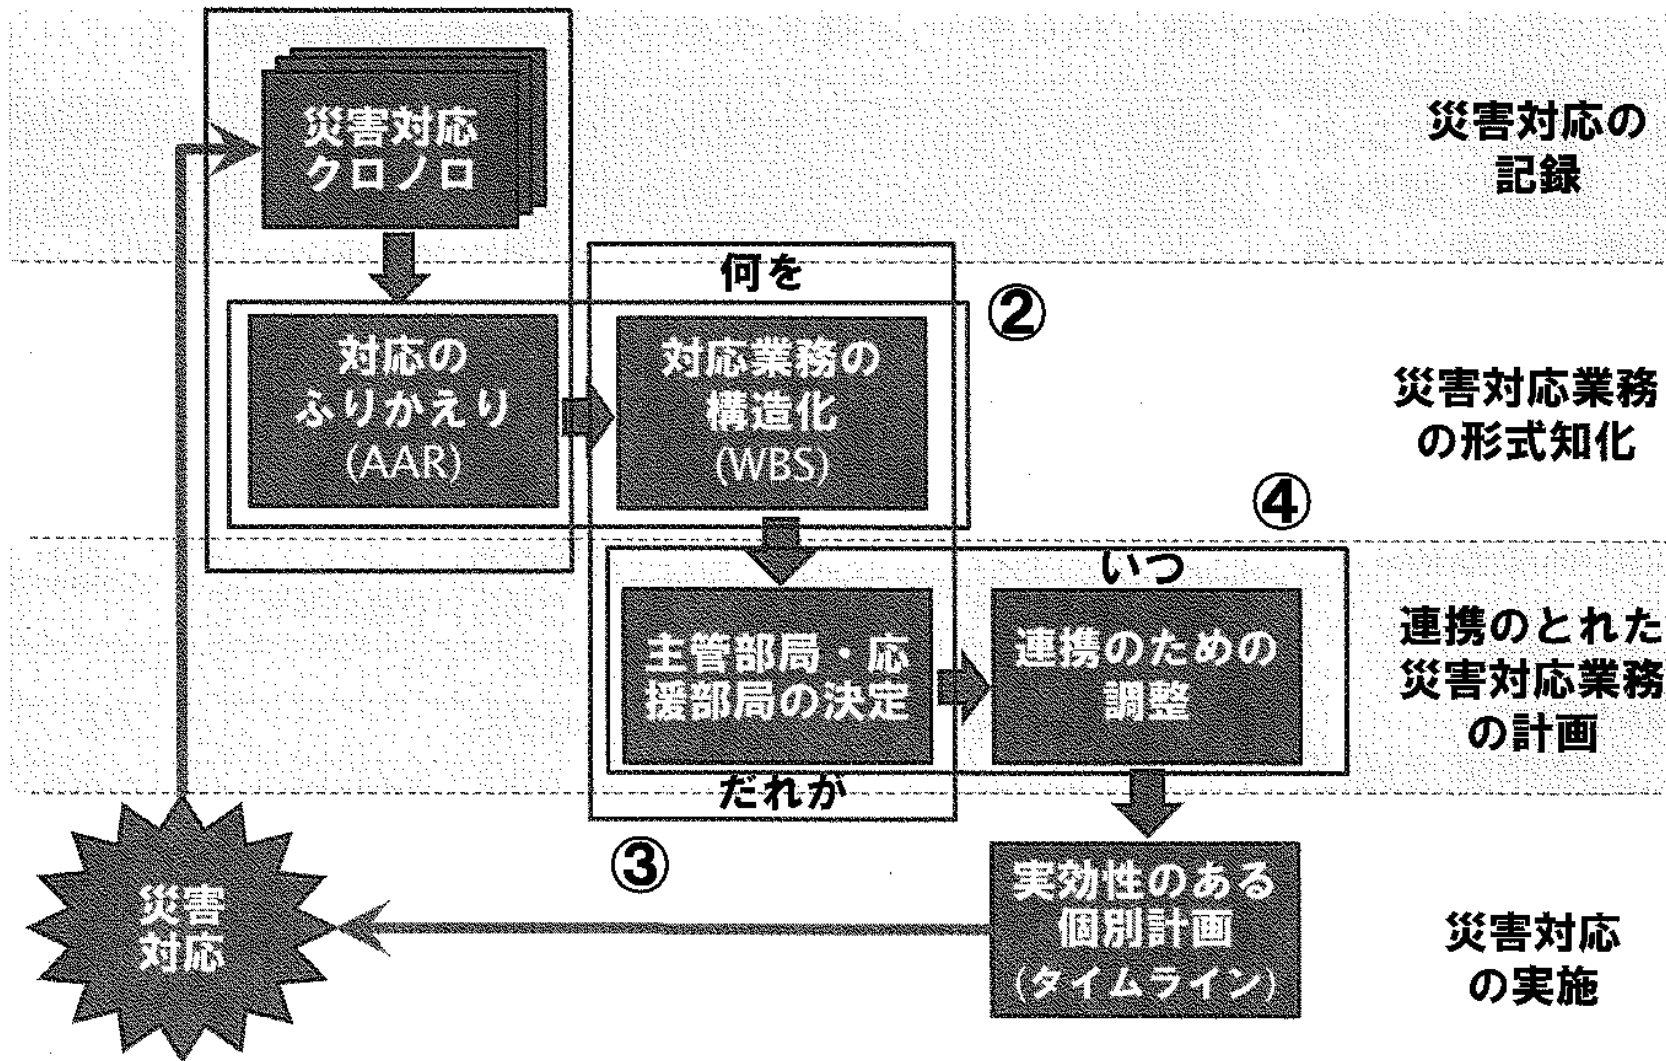 災害対応
クロノロ
災害対応の
記録
何を
②
対応の
ふりかえり
(AAR)
対応業務の
構造化
(WBS)
災害対応業務
の形式知化
④
いつ
主管部局・応
援部局の決定
連携のための
調整
連携のとれた
災害対応業務
の計画
だれが
③
災害
対応
実効性のある
個別計画
(タイムライン)
災害対応
の実施